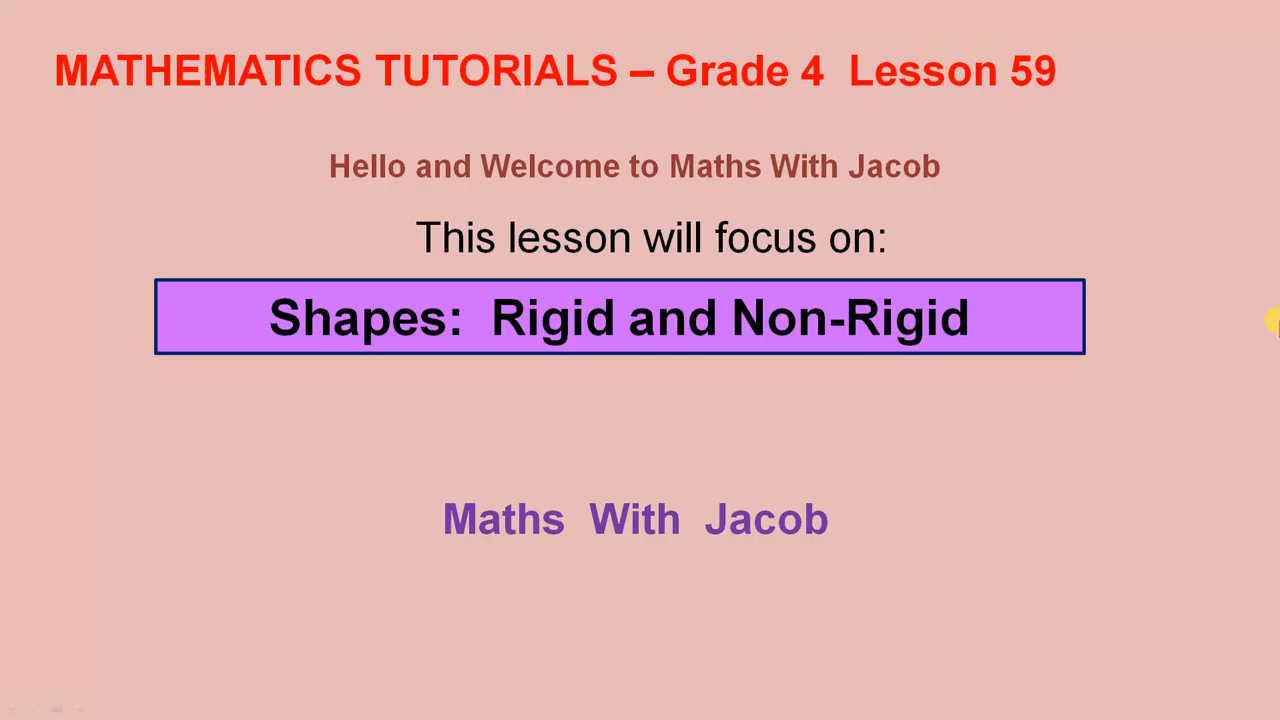 MATHEMATICS TUTORIALS – Grade 4 Lesson 59
Hello and Welcome to Maths With Jacob
This lesson will focus on:
Shapes: Rigid and Non-Rigid
Maths With Jacob